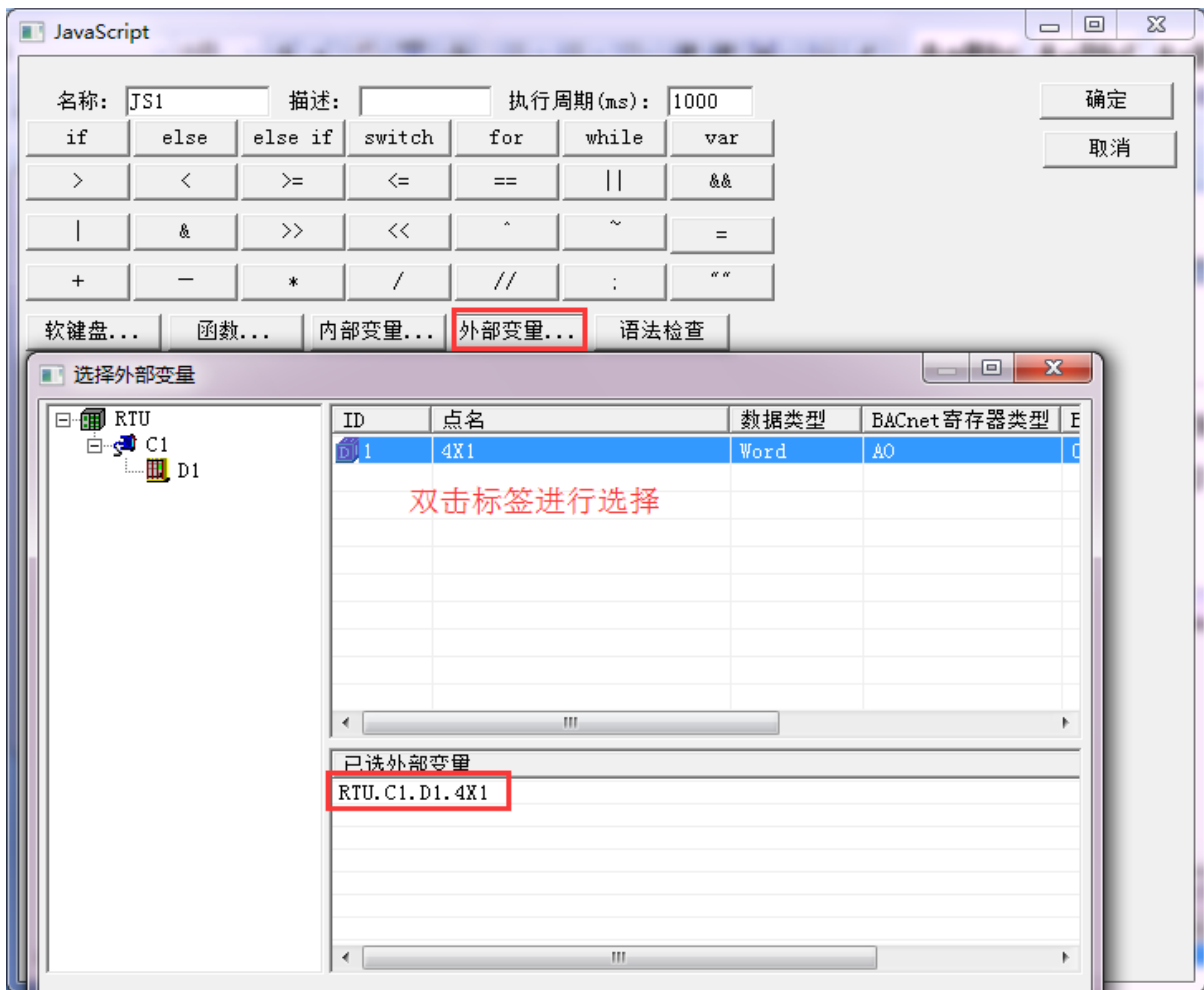 JavaScript
名称: JS1 描述: 执行周期(ms): 1000 确定
if else else if switch for while var 取消
> < >= <= == || &&
| & >> << ^ ~ =
+ — * / // ; ""
软键盘... 函数... 内部变量... 外部变量... 语法检查
选择外部变量
RTU
C1
D1
ID 点名 数据类型 BACnet寄存器类型
1 4X1 Word AO
双击标签进行选择
已选外部变量
RTU.C1.D1.4X1